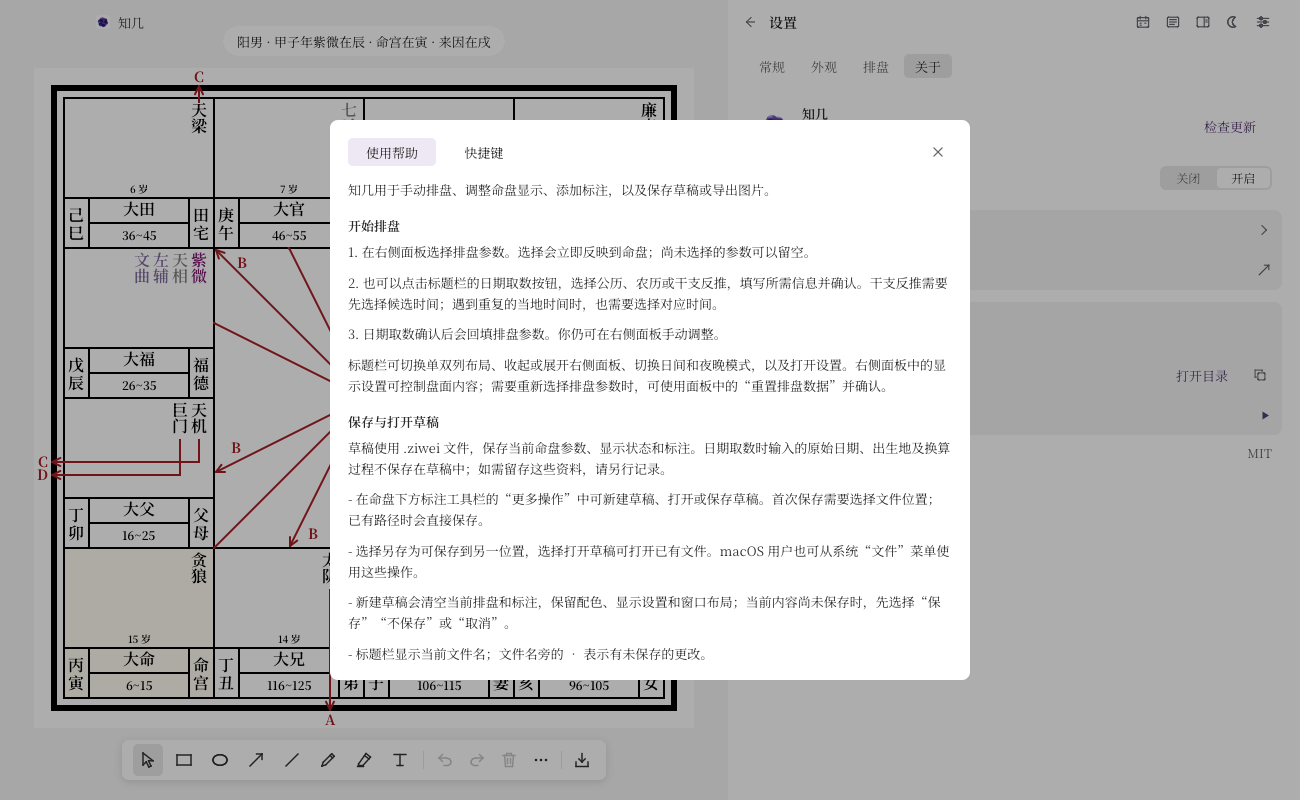 知几
阳男 · 甲子年紫微在辰 · 命宫在寅 · 来因在戌
设置
常规
外观
排盘
关于
知几
检查更新
关闭
开启
打开目录
MIT
使用帮助
快捷键
知几用于手动排盘、调整命盘显示、添加标注，以及保存草稿或导出图片。
开始排盘
1. 在右侧面板选择排盘参数。选择会立即反映到命盘；尚未选择的参数可以留空。
2. 也可以点击标题栏的日期取数按钮，选择公历、农历或干支反推，填写所需信息并确认。干支反推需要
先选择候选时间；遇到重复的当地时间时，也需要选择对应时间。
3. 日期取数确认后会回填排盘参数。你仍可在右侧面板手动调整。
标题栏可切换单双列布局、收起或展开右侧面板、切换日间和夜晚模式，以及打开设置。右侧面板中的显
示设置可控制盘面内容；需要重新选择排盘参数时，可使用面板中的“重置排盘数据”并确认。
保存与打开草稿
草稿使用 .ziwei 文件，保存当前命盘参数、显示状态和标注。日期取数时输入的原始日期、出生地及换算
过程不保存在草稿中；如需留存这些资料，请另行记录。
- 在命盘下方标注工具栏的“更多操作”中可新建草稿、打开或保存草稿。首次保存需要选择文件位置；
已有路径时会直接保存。
- 选择另存为可保存到另一位置，选择打开草稿可打开已有文件。macOS 用户也可从系统“文件”菜单使
用这些操作。
- 新建草稿会清空当前排盘和标注，保留配色、显示设置和窗口布局；当前内容尚未保存时，先选择“保
存”“不保存”或“取消”。
- 标题栏显示当前文件名；文件名旁的 · 表示有未保存的更改。
C
天梁
七
廉
6 岁
7 岁
己巳
大田
36~45
田宅
庚午
大官
46~55
文曲
左辅
天相
紫微
B
戊辰
大福
26~35
福德
巨门
天机
B
C
D
丁卯
大父
16~25
父母
B
贪狼
太
15 岁
14 岁
丙寅
大命
6~15
命宫
丁丑
大兄
116~125
弟
子
106~115
妻
亥
96~105
女
A
T